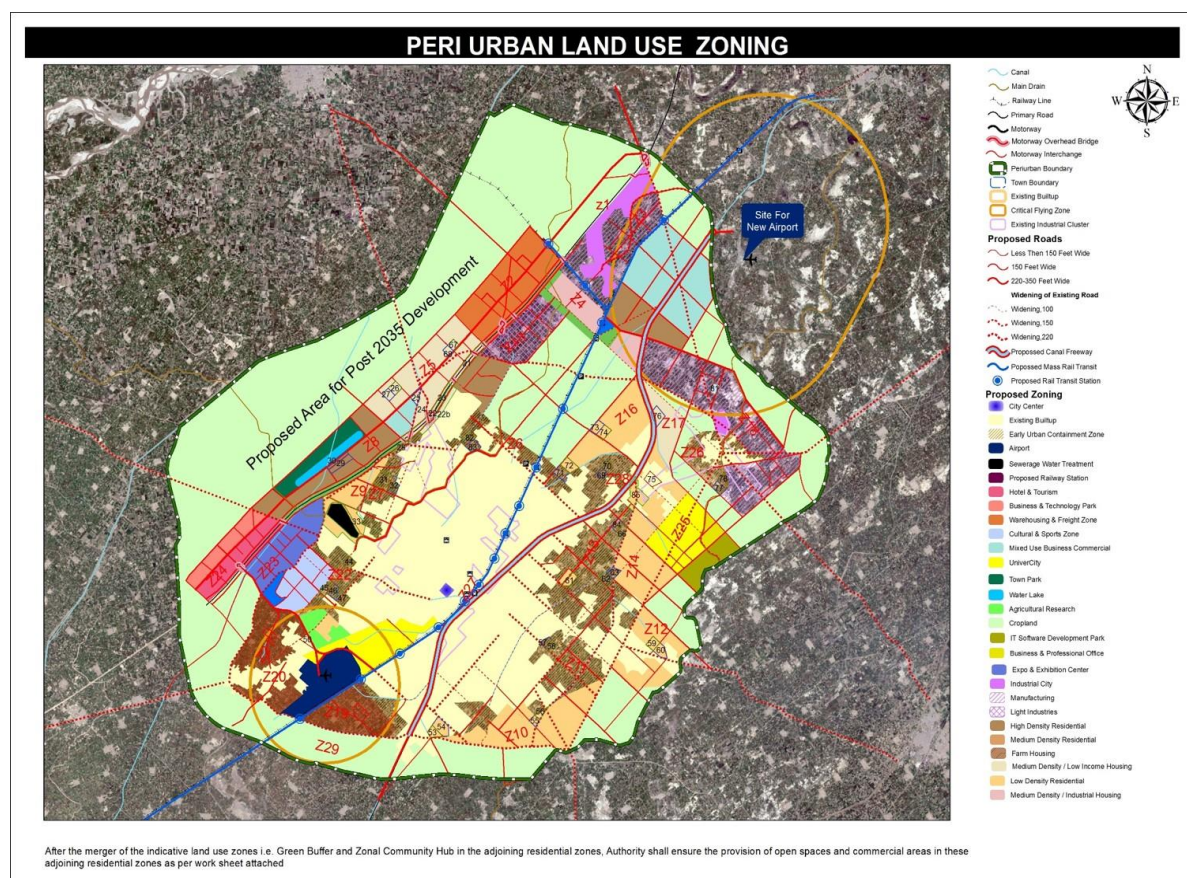 PERI URBAN LAND USE ZONING
Canal
Main Drain
Railway Line
Primary Road
Motorway
Motorway Overhead Bridge
Motorway Interchange
Periurban Boundary
Town Boundary
Existing Builtup
Critical Flying Zone
Existing Industrial Cluster
Proposed Roads
Less Then 150 Feet Wide
150 Feet Wide
220-350 Feet Wide
Widening of Existing Road
Widening,100
Widening,150
Widening,220
Propossed Canal Freeway
Poposed Mass Rail Transit
Proposed Rail Transit Station
Proposed Zoning
City Center
Existing Builtup
Early Urban Containment Zone
Airport
Sewerage Water Treatment
Proposed Railway Station
Hotel & Tourism
Business & Technology Park
Warehousing & Freight Zone
Cultural & Sports Zone
Mixed Use Business Commercial
UniverCity
Town Park
Water Lake
Agricultural Research
Cropland
IT Software Development Park
Business & Professional Office
Expo & Exhibition Center
Industrial City
Manufacturing
Light Industries
High Density Residential
Medium Density Residential
Farm Housing
Medium Density / Low Income Housing
Low Density Residential
Medium Density / Industrial Housing
N
W
E
S
Site For
New Airport
Proposed Area for Post 2035 Development
z1
Z4
Z5
Z8
Z9
Z16
Z17
Z14
Z12
Z10
Z20
Z29
Z24
Z23
Z22
Z25
After the merger of the indicative land use zones i.e. Green Buffer and Zonal Community Hub in the adjoining residential zones, Authority shall ensure the provision of open spaces and commercial areas in these
adjoining residential zones as per work sheet attached